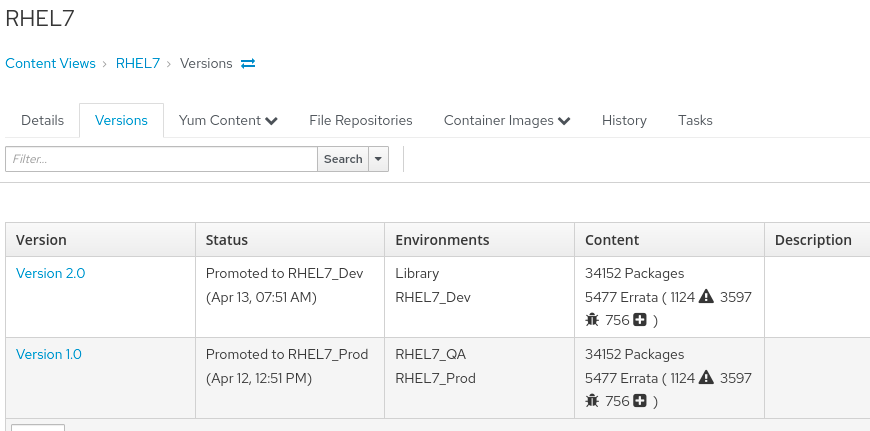 RHEL7
Content Views › RHEL7 › Versions
Details Versions Yum Content File Repositories Container Images History Tasks
Filter... Search
Version Status Environments Content Description
Version 2.0 Promoted to RHEL7_Dev Library 34152 Packages
(Apr 13, 07:51 AM) RHEL7_Dev 5477 Errata ( 1124 3597
756 )
Version 1.0 Promoted to RHEL7_Prod RHEL7_QA 34152 Packages
(Apr 12, 12:51 PM) RHEL7_Prod 5477 Errata ( 1124 3597
756 )